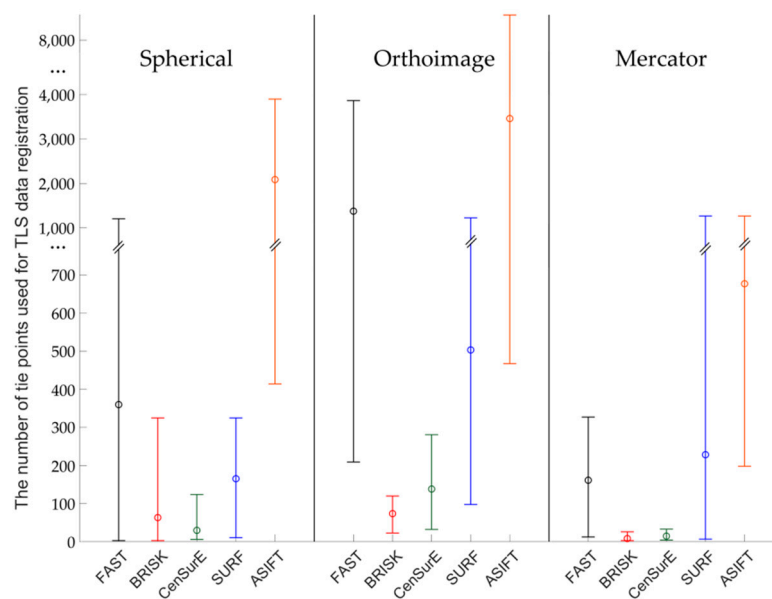 Spherical
Orthoimage
Mercator
The number of tie points used for TLS data registration
8,000
...
4,000
3,000
2,000
1,000
...
700
600
500
400
300
200
100
0
FAST
BRISK
CenSurE
SURF
ASIFT
FAST
BRISK
CenSurE
SURF
ASIFT
FAST
BRISK
CenSurE
SURF
ASIFT